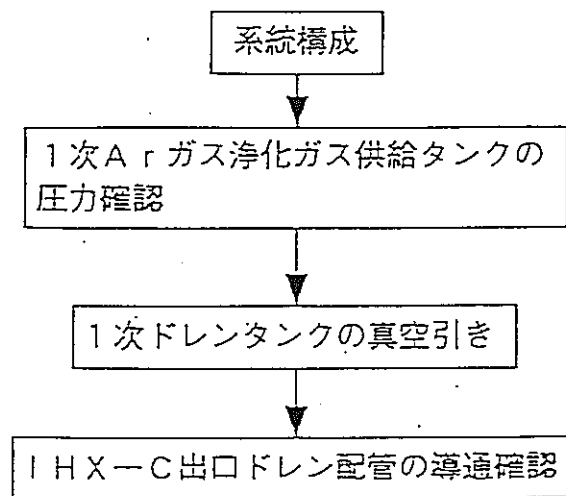 系統構成
1次Arガス浄化ガス供給タンクの
圧力確認
1次ドレンタンクの真空引き
IHX-C出口ドレン配管の導通確認